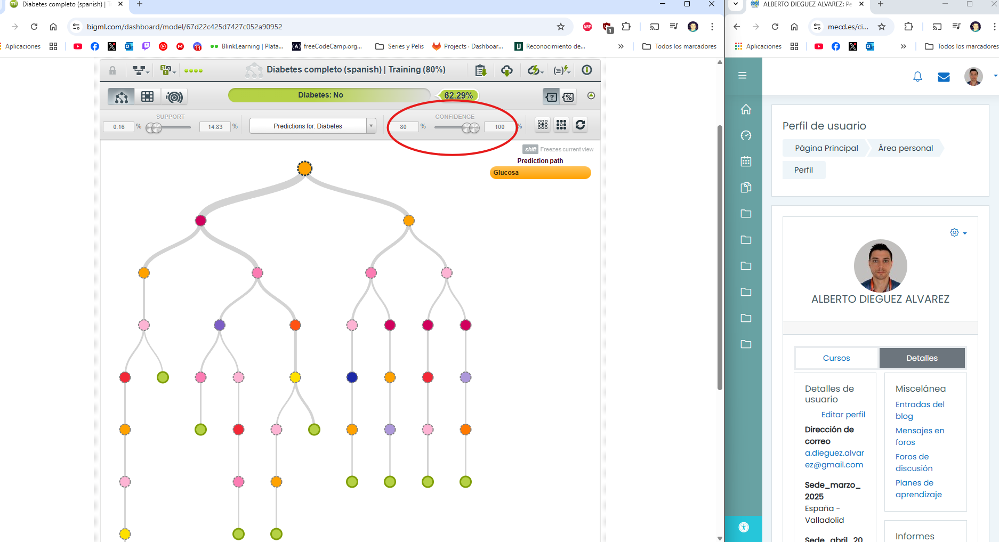 Diabetes completo (spanish) | T
ALBERTO DIEGUEZ ALVAREZ: Pe
bigml.com/dashboard/model/67d22c425d7427c052a90952
mecd.es/ci...
Aplicaciones
BlinkLearning | Plata...
freeCodeCamp.org...
Series y Pelis
Projects · Dashboar...
Reconocimiento de...
Todos los marcadores
Aplicaciones
Todos los marcadores
Diabetes completo (spanish) | Training (80%)
Diabetes: No
62.29%
SUPPORT
0.16 %
14.83 %
Predictions for: Diabetes
CONFIDENCE
80 %
100 %
shift Freezes current view
Prediction path
Glucosa
Perfil de usuario
Página Principal
Área personal
Perfil
ALBERTO DIEGUEZ ALVAREZ
Cursos
Detalles
Detalles de
usuario
Editar perfil
Dirección de
correo
a.dieguez.alvar
ez@gmail.com
Sede_marzo_
2025
España -
Valladolid
Sede_abril_20
Miscelánea
Entradas del
blog
Mensajes en
foros
Foros de
discusión
Planes de
aprendizaje
Informes